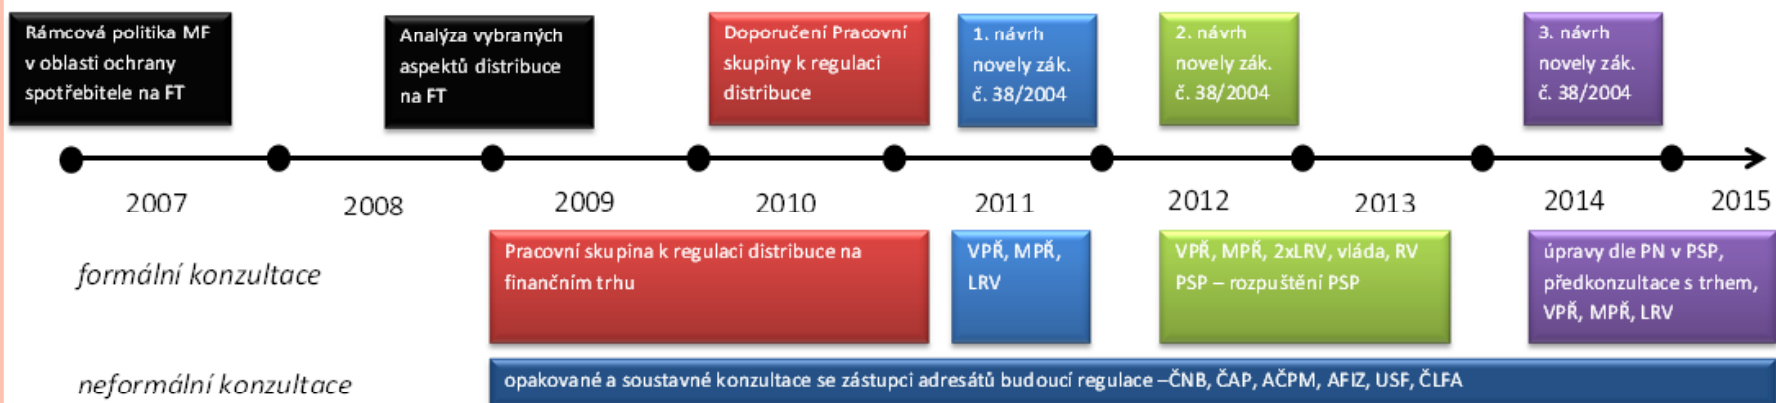 Rámcová politika MF
v oblasti ochrany
spotřebitele na FT
Analýza vybraných
aspektů distribuce
na FT
Doporučení Pracovní
skupiny k regulaci
distribuce
1. návrh
novely zák.
č. 38/2004
2. návrh
novely zák.
č. 38/2004
3. návrh
novely zák.
č. 38/2004
2007
2008
2009
2010
2011
2012
2013
2014
2015
formální konzultace
Pracovní skupina k regulaci distribuce na
finančním trhu
VPŘ, MPŘ,
LRV
VPŘ, MPŘ, 2xLRV, vláda, RV
PSP – rozpuštění PSP
úpravy dle PN v PSP,
předkonzultace s trhem,
VPŘ, MPŘ, LRV
neformální konzultace
opakované a soustavné konzultace se zástupci adresátů budoucí regulace –ČNB, ČAP, AČPM, AFIZ, USF, ČLFA